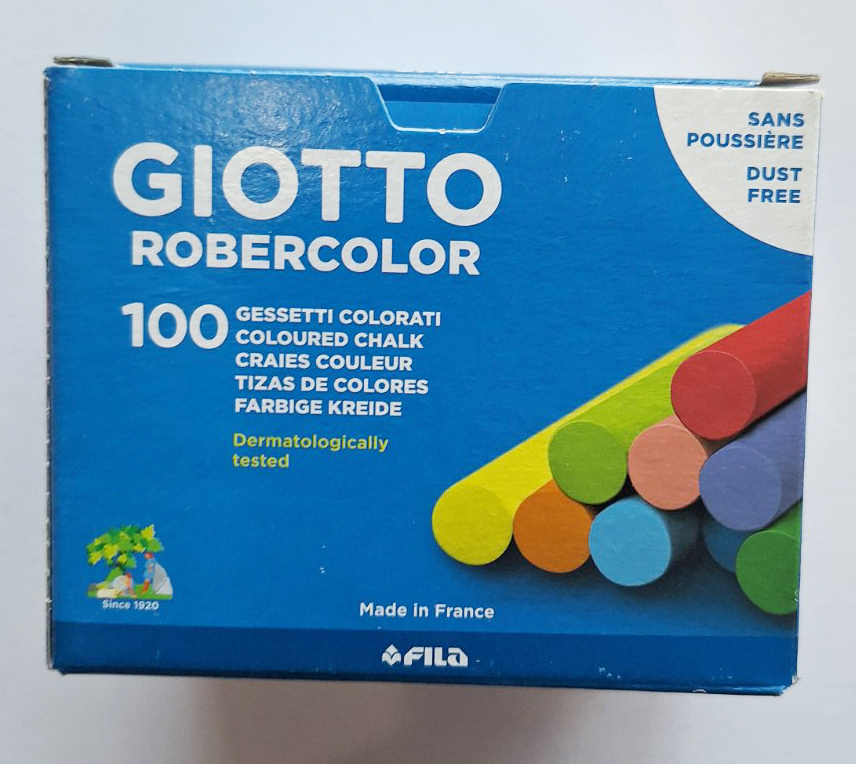 SANS
POUSSIÈRE
DUST
FREE
GIOTTO
ROBERCOLOR
100
GESSETTI COLORATI
COLOURED CHALK
CRAIES COULEUR
TIZAS DE COLORES
FARBIGE KREIDE
Dermatologically
tested
Since 1920
Made in France
FILA